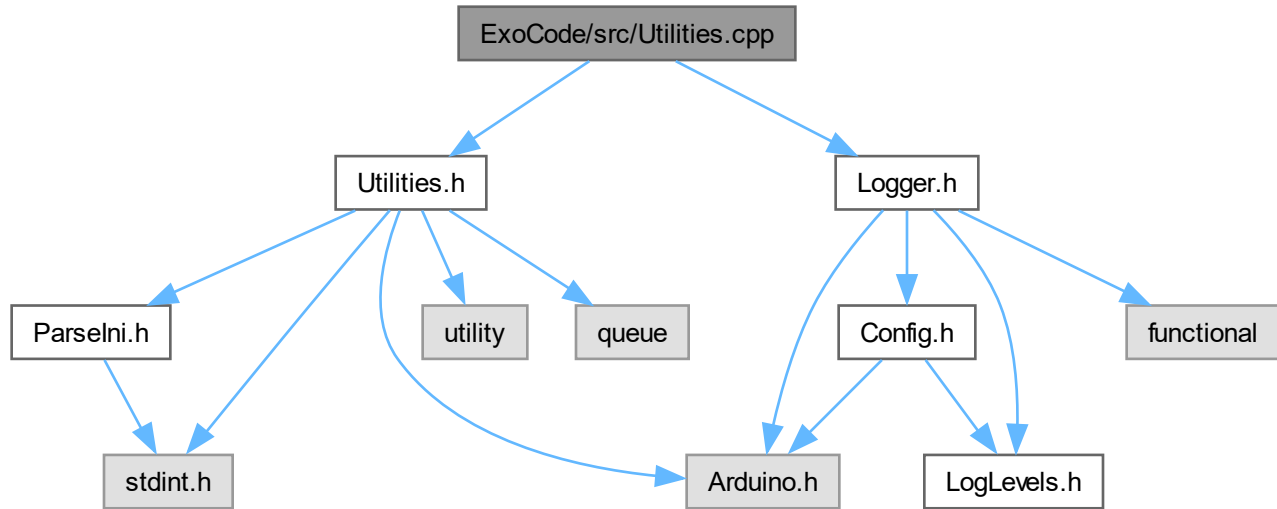 ExoCode/src/Utilities.cpp
Utilities.h
Logger.h
ParseIni.h
utility
queue
Config.h
functional
stdint.h
Arduino.h
LogLevels.h